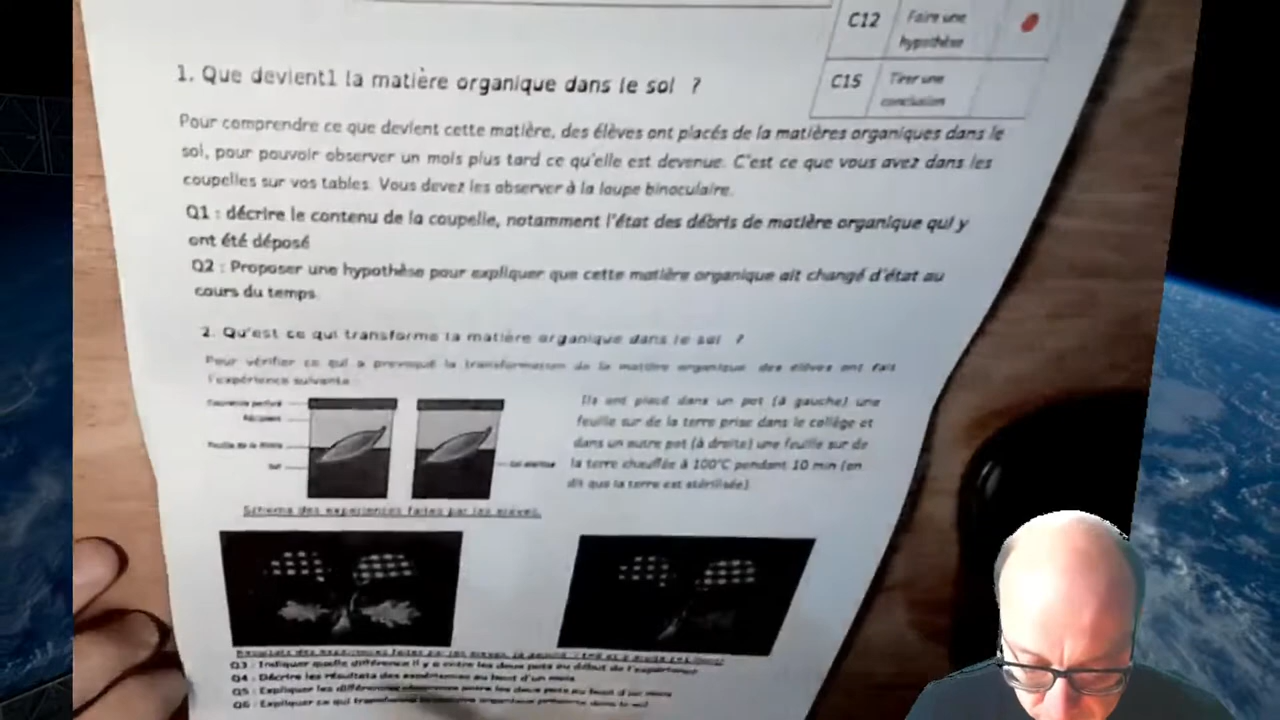 C12 Faire une hypothèse
C15 Tirer une conclusion
1. Que devient1 la matière organique dans le sol ?
Pour comprendre ce que devient cette matière, des élèves ont placés de la matières organiques dans le
sol, pour pouvoir observer un mois plus tard ce qu'elle est devenue. C'est ce que vous avez dans les
coupelles sur vos tables. Vous devez les observer à la loupe binoculaire.
Q1 : décrire le contenu de la coupelle, notamment l'état des débris de matière organique qui y
ont été déposé
Q2 : Proposer une hypothèse pour expliquer que cette matière organique ait changé d'état au
cours du temps.
2. Qu'est ce qui transforme la matière organique dans le sol ?
Pour vérifier ce qui a provoqué la transformation de la matière organique des élèves ont fait
l'expérience suivante :
Récipient
Sol
Ils ont placé dans un pot (à gauche) une
feuille sur de la terre prise dans le collège et
dans un autre pot (à droite) une feuille sur de
la terre chauffée à 100°C pendant 10 min (on
dit que la terre est stérilisée)
Schéma des expériences faites par les élèves.
Q3 : Indiquer quelle différence il y a entre les deux pots au début de l'expérience
Q4 : Décrire les résultats des expériences au bout d'un mois
Q5 : Expliquer les différences entre les deux pots au bout d'un mois
Q6 : Expliquer ce qui organique présente dans le sol